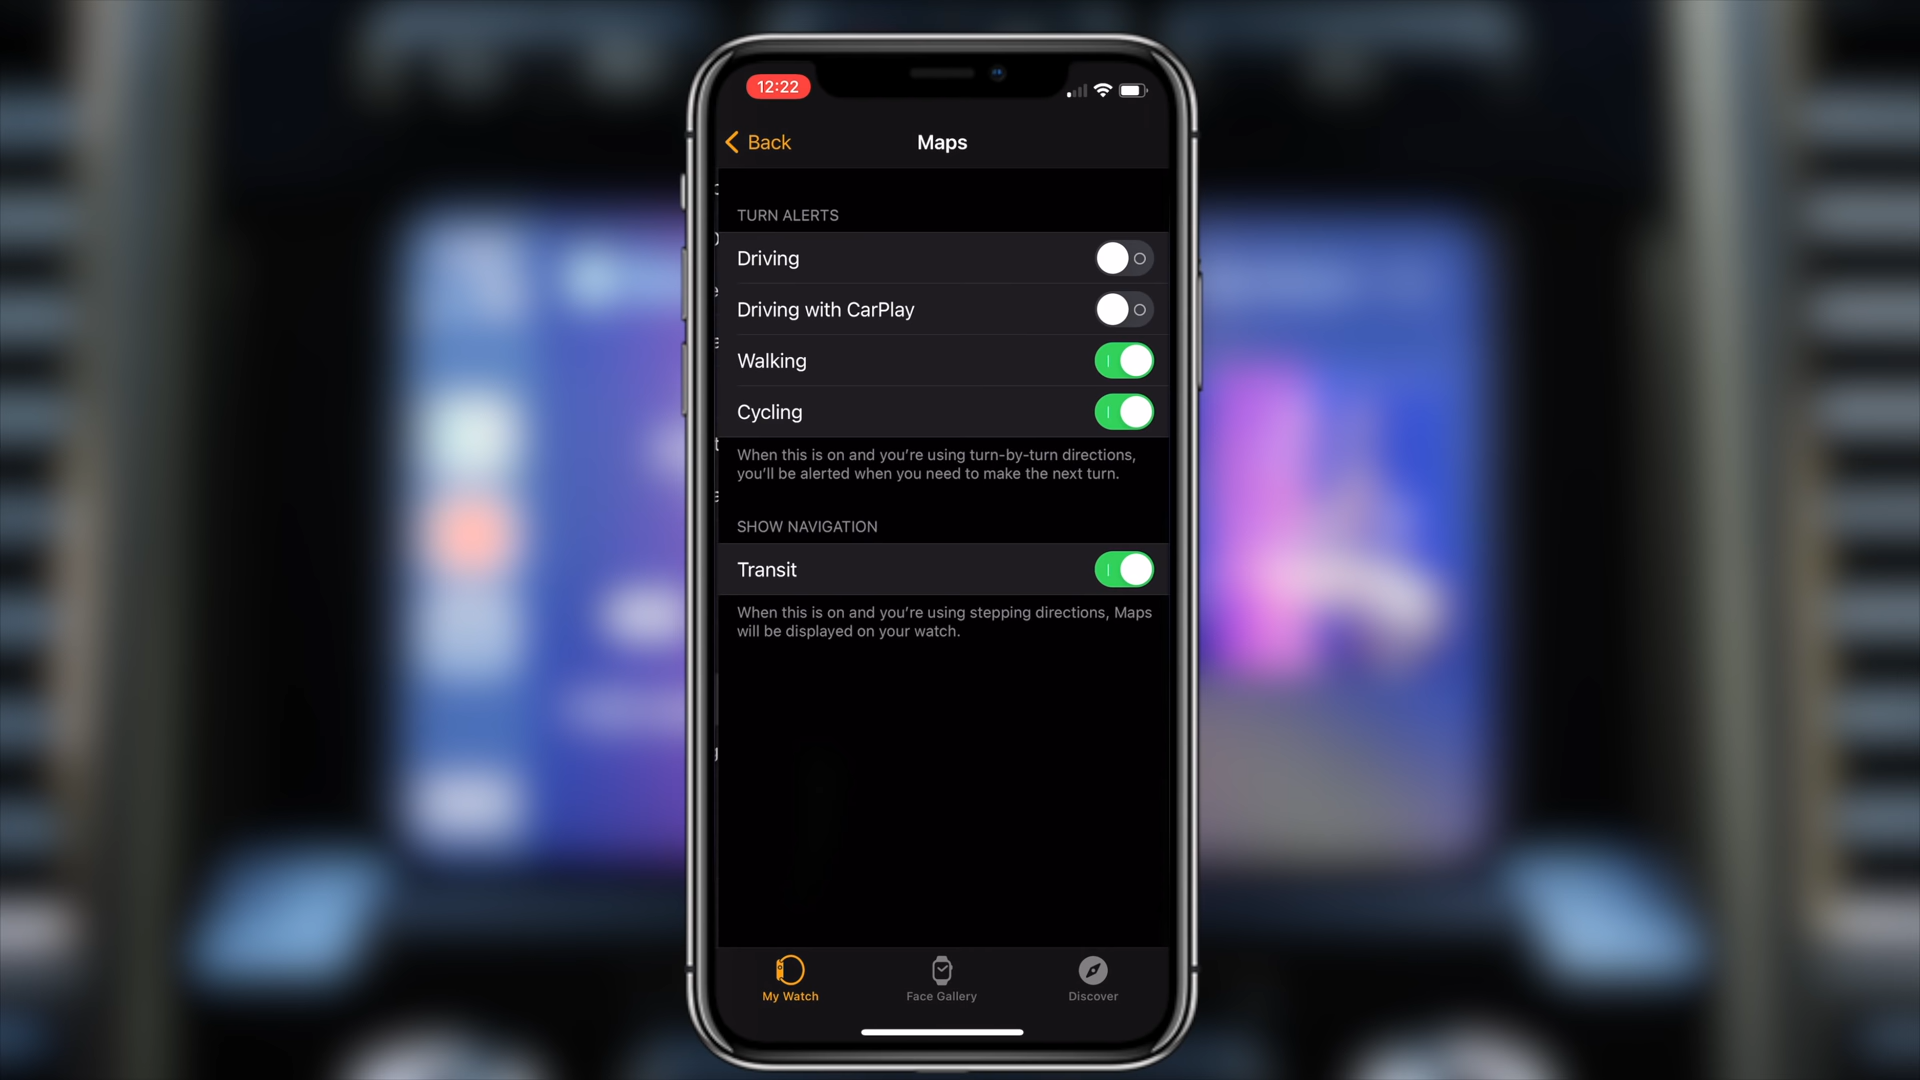 12:22
Back
Maps
TURN ALERTS
Driving
Driving with CarPlay
Walking
Cycling
When this is on and you’re using turn-by-turn directions,
you’ll be alerted when you need to make the next turn.
SHOW NAVIGATION
Transit
When this is on and you’re using stepping directions, Maps
will be displayed on your watch.
My Watch
Face Gallery
Discover